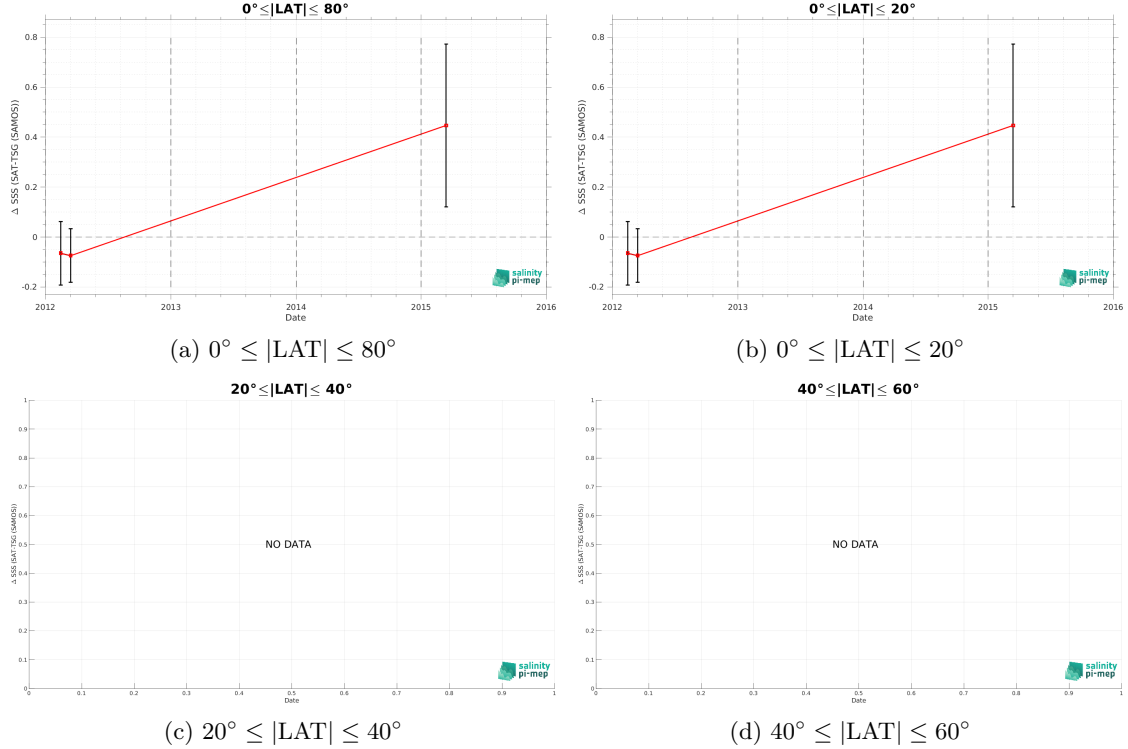 0°≤|LAT|≤ 80°
Δ SSS (SAT-TSG (SAMOS))
0.8
0.6
0.4
0.2
0
-0.2
2012 2013 2014 2015 2016
Date
salinity
pi-mep
(a) 0° ≤ |LAT| ≤ 80°
0°≤|LAT|≤ 20°
Δ SSS (SAT-TSG (SAMOS))
0.8
0.6
0.4
0.2
0
-0.2
2012 2013 2014 2015 2016
Date
salinity
pi-mep
(b) 0° ≤ |LAT| ≤ 20°
20°≤|LAT|≤ 40°
Δ SSS (SAT-TSG (SAMOS))
1
0.9
0.8
0.7
0.6
0.5
0.4
0.3
0.2
0.1
0
NO DATA
0 0.1 0.2 0.3 0.4 0.5 0.6 0.7 0.8 0.9 1
Date
salinity
pi-mep
(c) 20° ≤ |LAT| ≤ 40°
40°≤|LAT|≤ 60°
Δ SSS (SAT-TSG (SAMOS))
1
0.9
0.8
0.7
0.6
0.5
0.4
0.3
0.2
0.1
0
NO DATA
0 0.1 0.2 0.3 0.4 0.5 0.6 0.7 0.8 0.9 1
Date
salinity
pi-mep
(d) 40° ≤ |LAT| ≤ 60°